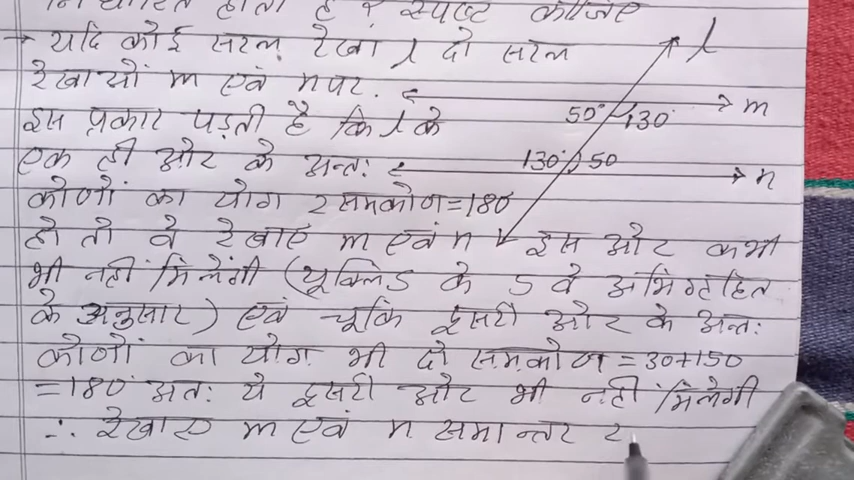 निर्धारित होता है ? स्पष्ट कीजिए
→ यदि कोई सरल रेखा l दो सरल
l
रेखाओं m एवं n पर
m
50° 130°
इस प्रकार पड़ती है कि l के
130° 50
एक ही ओर के अन्तः
n
कोणों का योग 2 समकोण = 180°
हो तो वे रेखाएं m एवं n इस ओर कभी
भी नहीं मिलेंगी (यूक्लिड के 5 वे अभिगृहित
के अनुसार) एवं चूकि दूसरी ओर के अन्तः
कोणों का योग भी दो समकोण = 30+150
= 180° अतः ये दूसरी ओर भी नहीं मिलेगी
∴ रेखाए m एवं n समान्तर र